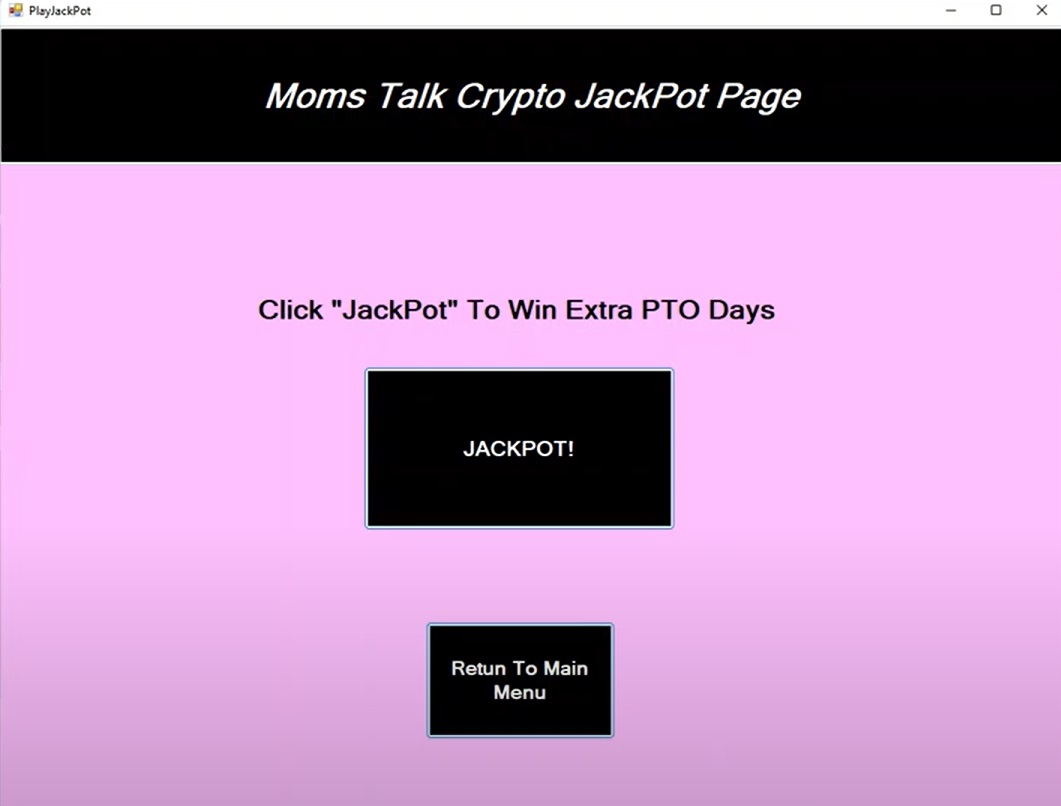 PlayJackPot
Moms Talk Crypto JackPot Page
Click "JackPot" To Win Extra PTO Days
JACKPOT!
Retun To Main
Menu